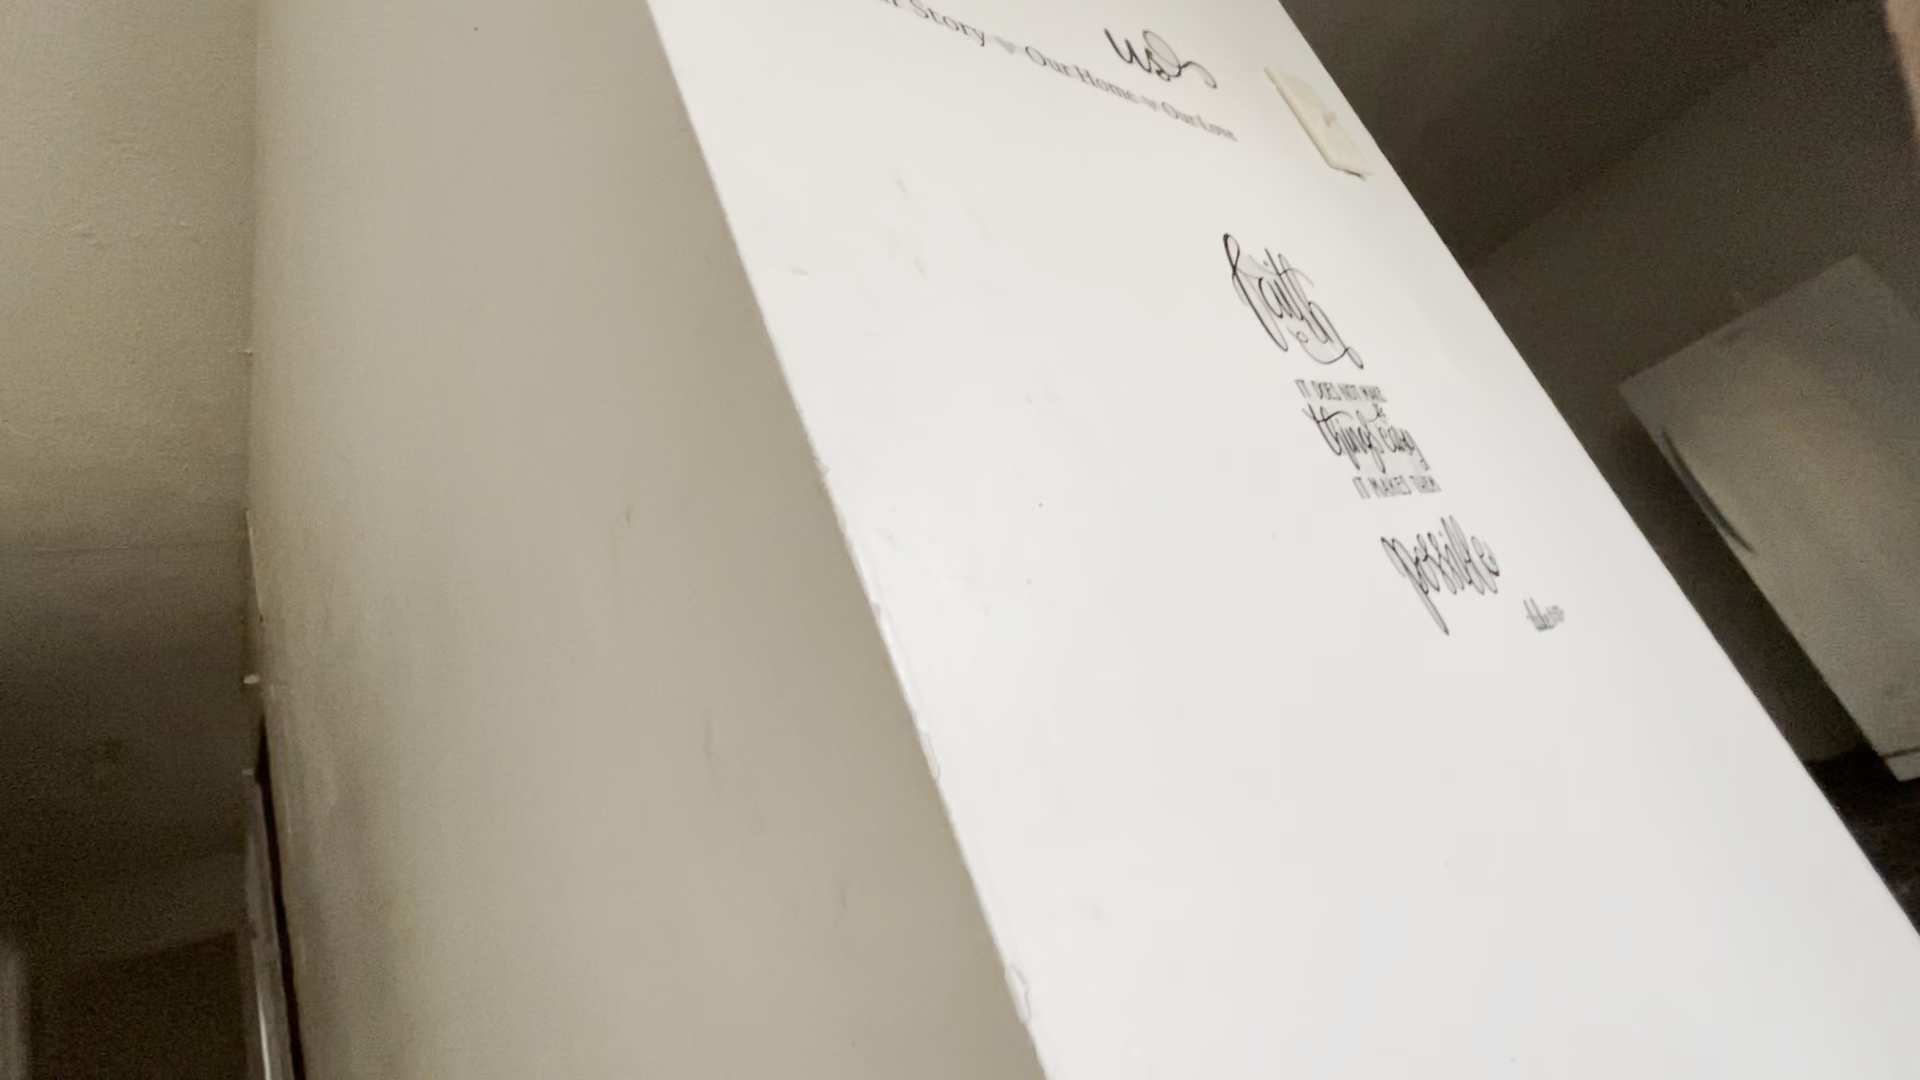 us
Story Our Home Our Love
faith
IT DOES NOT MAKE
things easy
IT MAKES THEM
possible